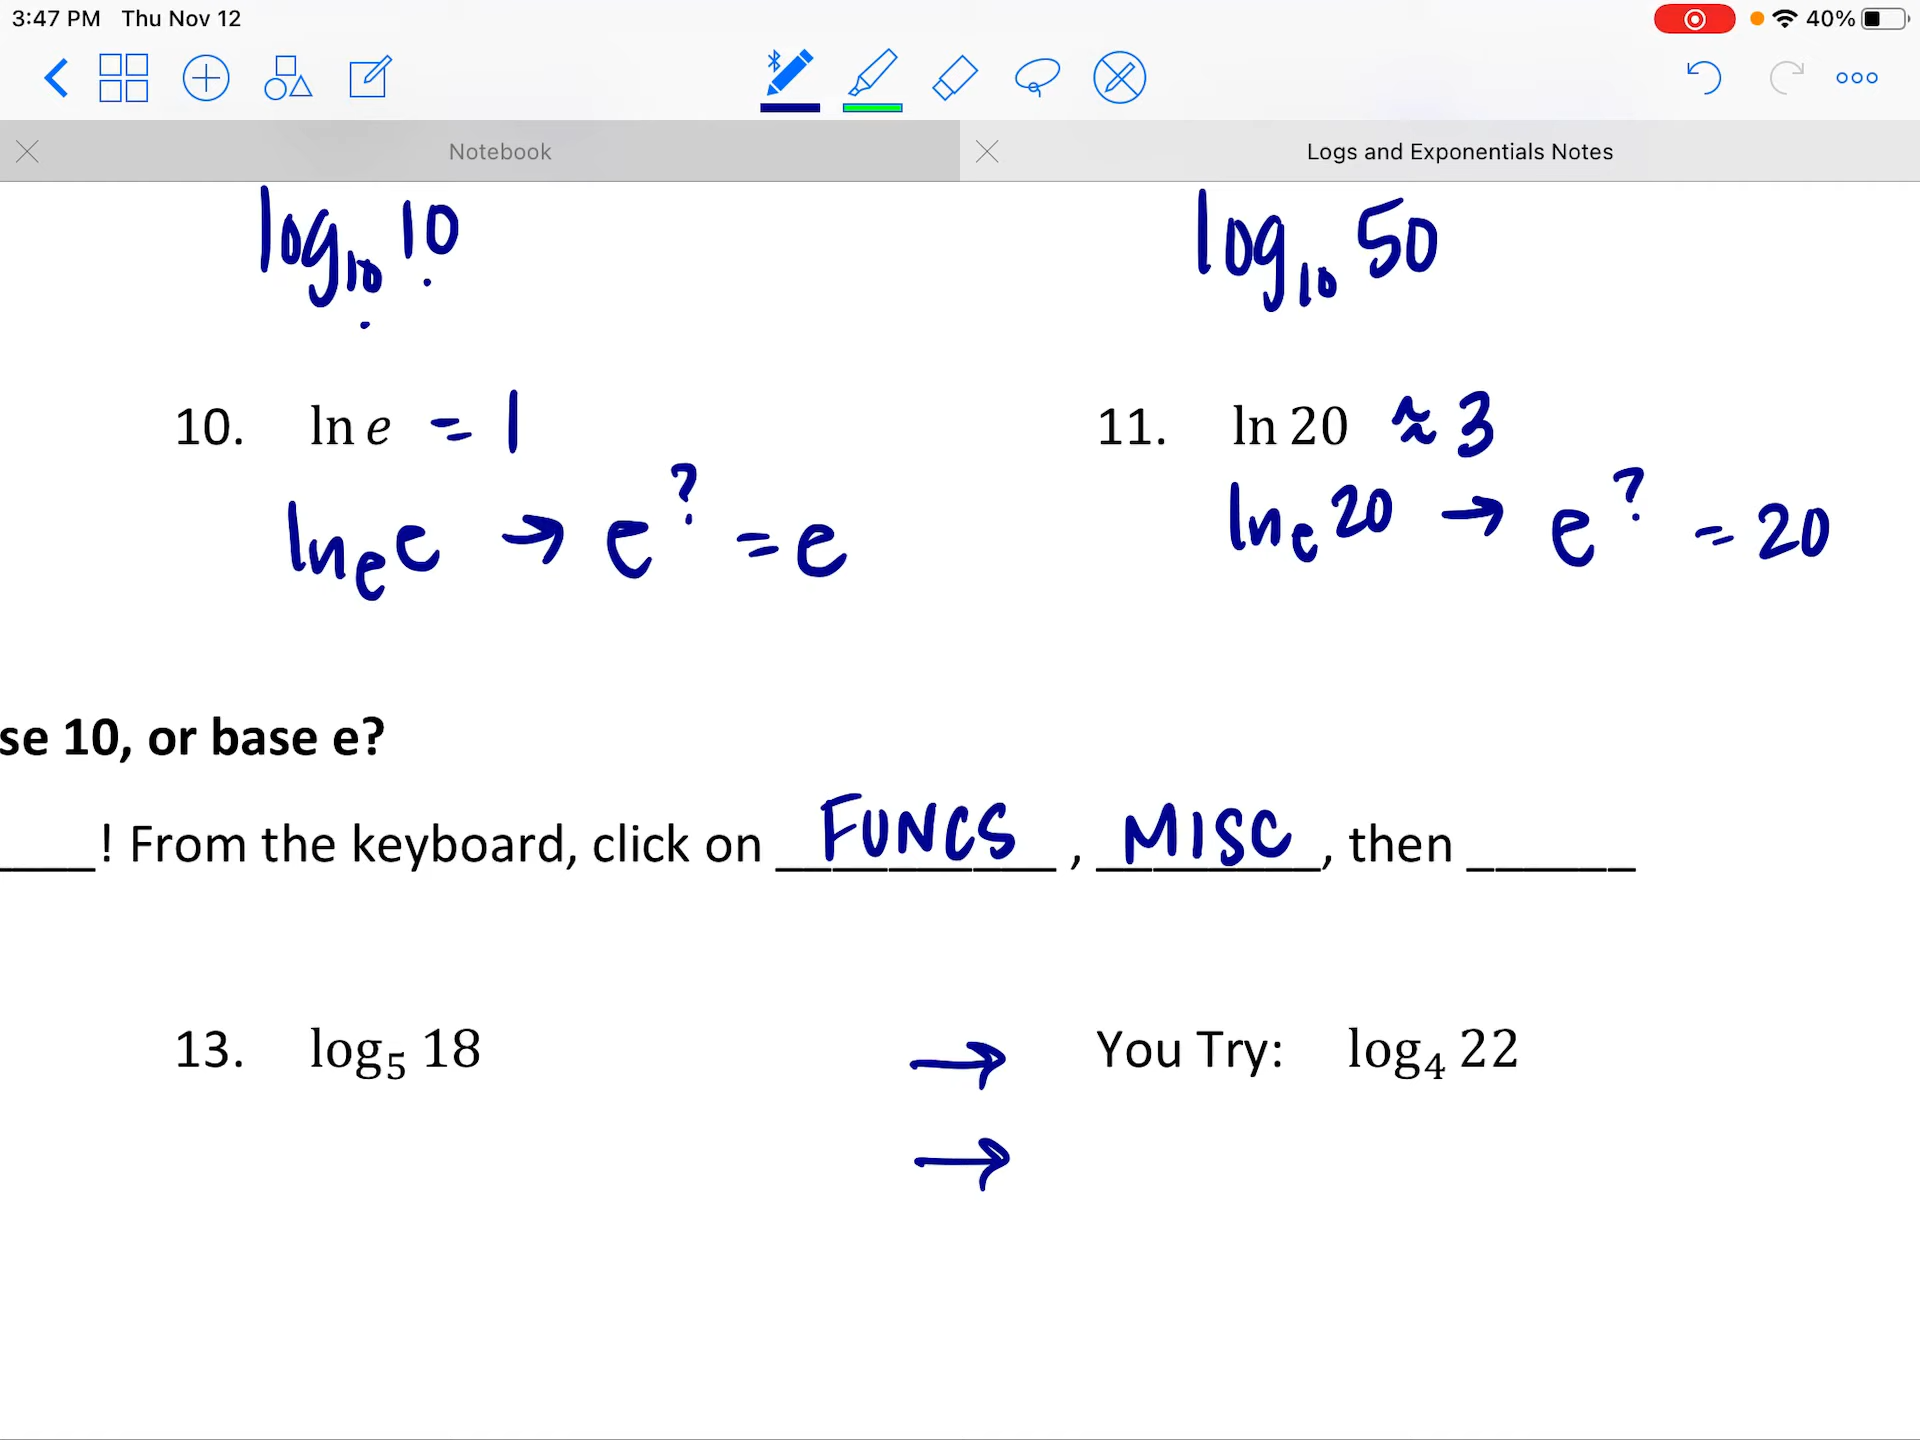 3:47 PM Thu Nov 12 40%
Notebook Logs and Exponentials Notes
log₁₀ 10 log₁₀ 50
10. ln e = 1 11. ln 20 ≈ 3
lnₑ e → e^? = e lnₑ 20 → e^? = 20
se 10, or base e?
____! From the keyboard, click on FUNCS, MISC, then ______
13. log₅ 18 → You Try: log₄ 22
→